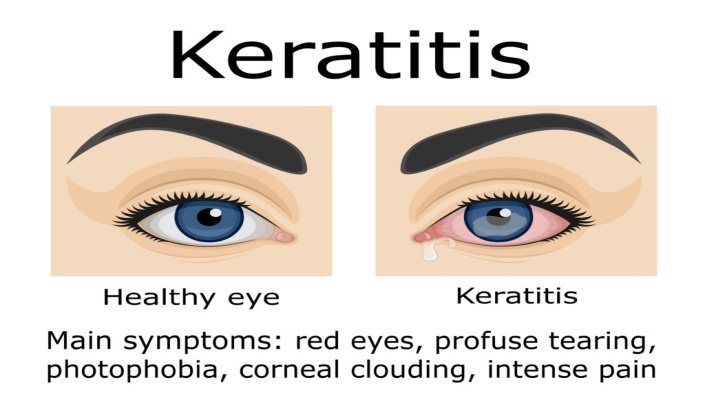 Keratitis
Healthy eye
Keratitis
Main symptoms: red eyes, profuse tearing,
photophobia, corneal clouding, intense pain